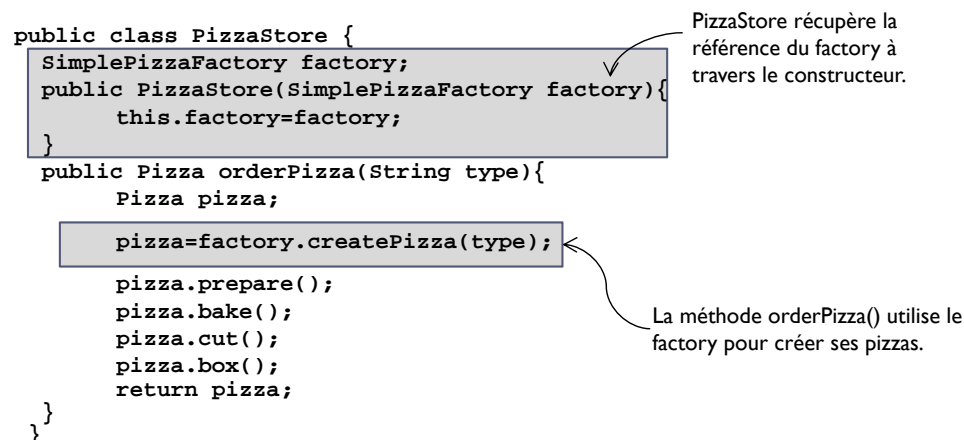 public class PizzaStore {
SimplePizzaFactory factory;
public PizzaStore(SimplePizzaFactory factory){
this.factory=factory;
}
public Pizza orderPizza(String type){
Pizza pizza;
pizza=factory.createPizza(type);
pizza.prepare();
pizza.bake();
pizza.cut();
pizza.box();
return pizza;
}
}
PizzaStore récupère la
référence du factory à
travers le constructeur.
La méthode orderPizza() utilise le
factory pour créer ses pizzas.